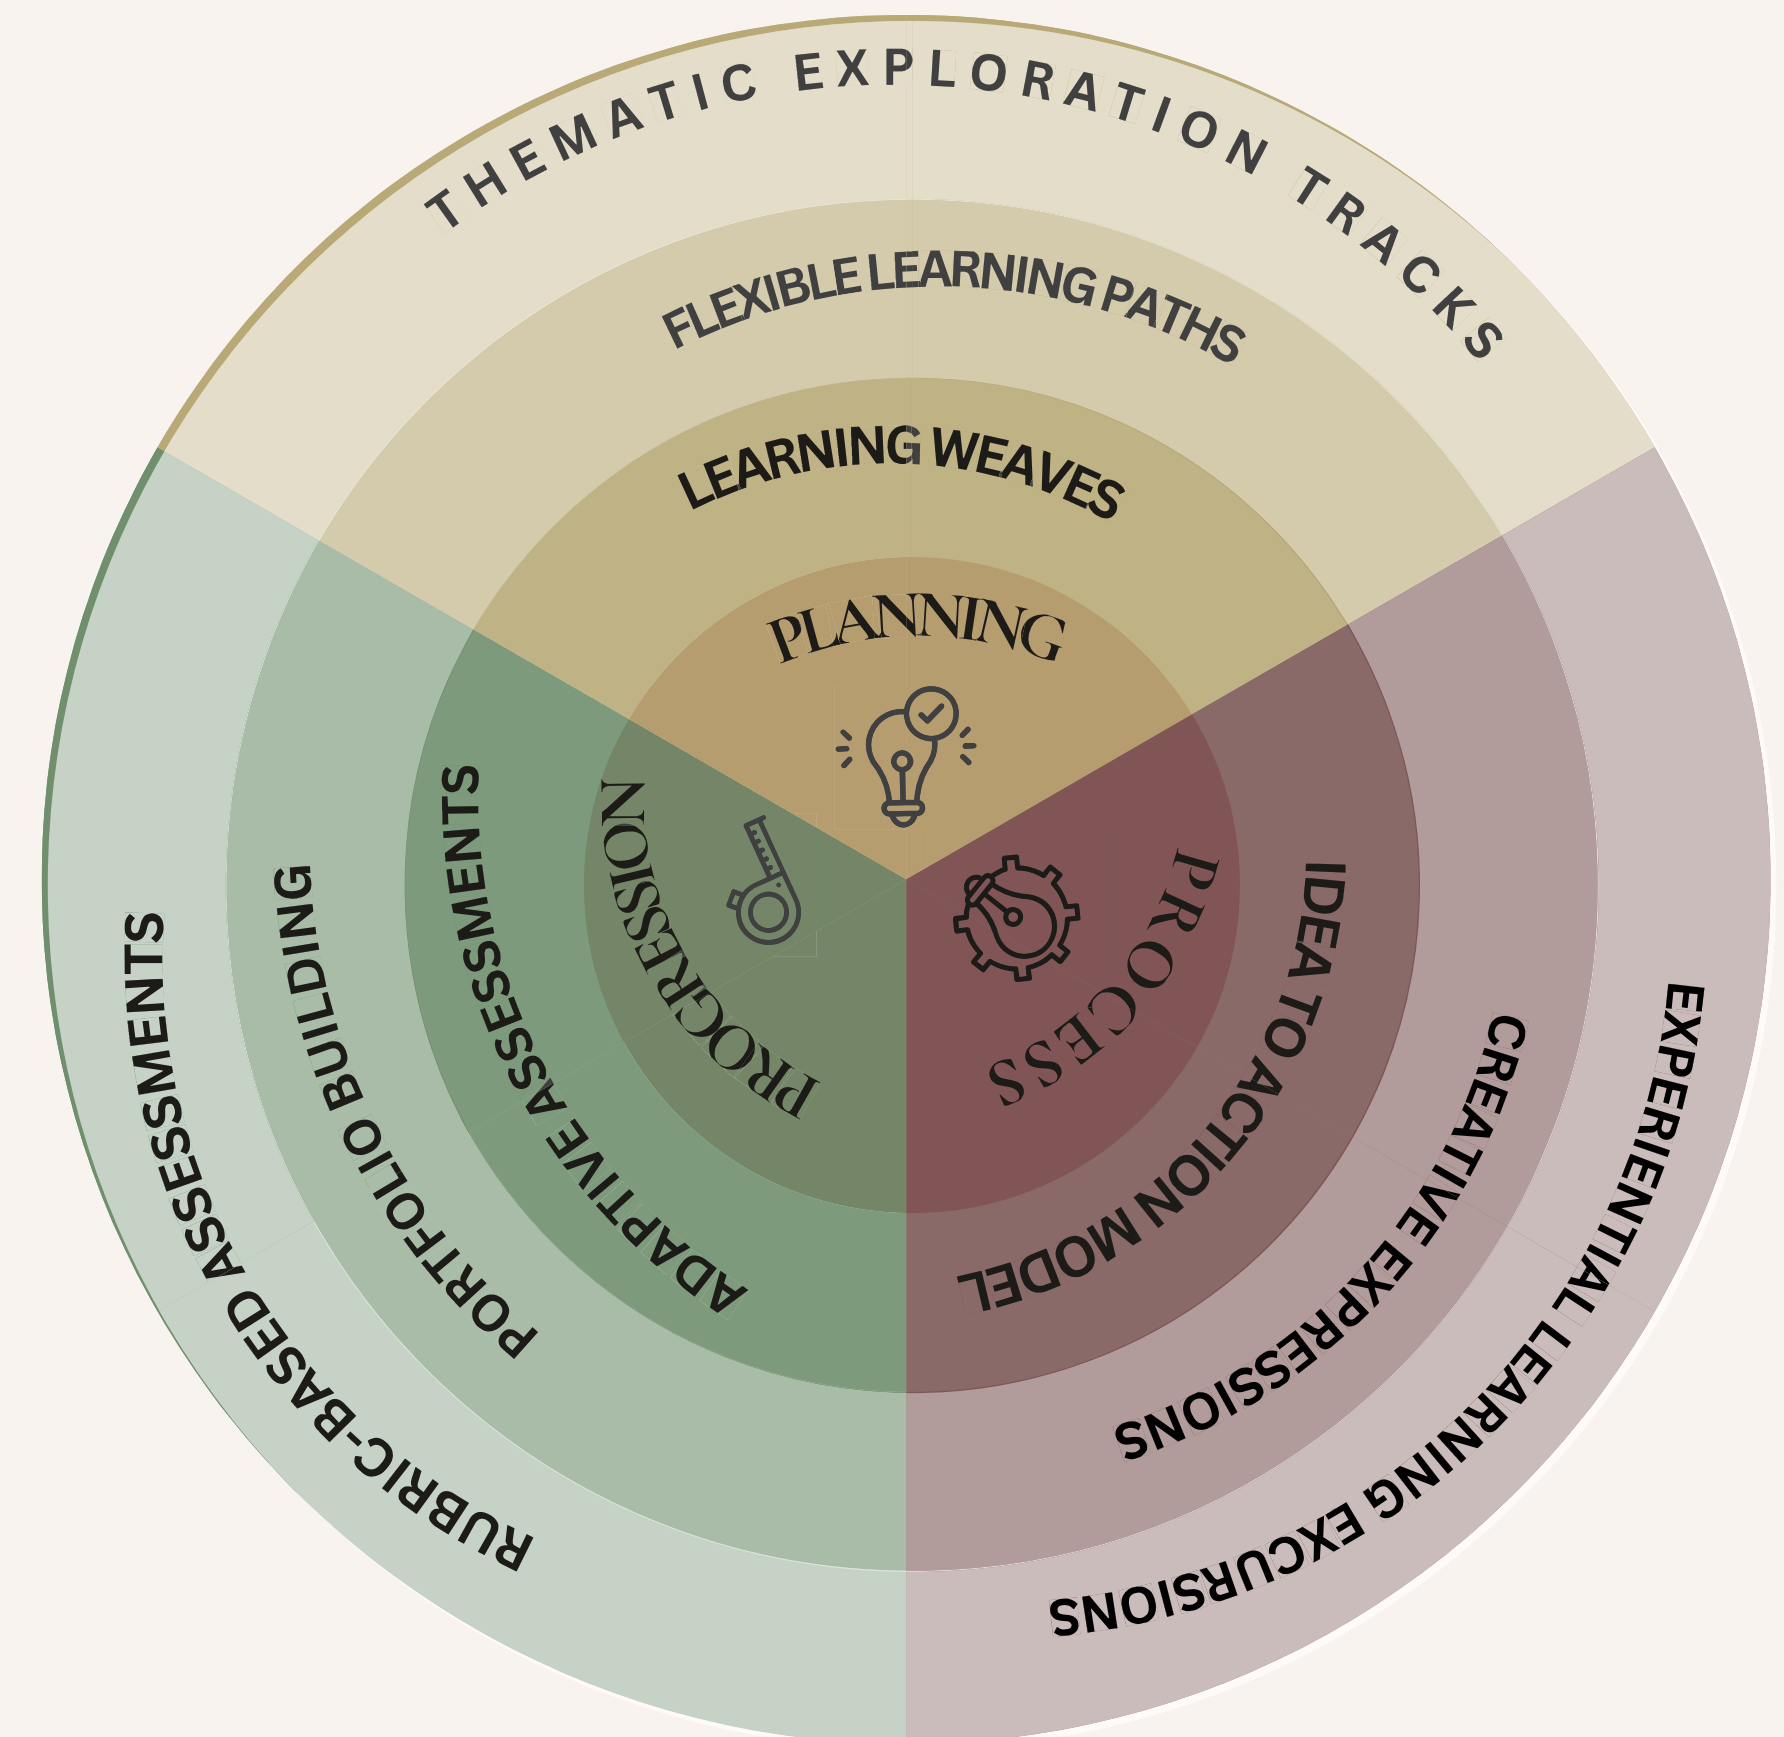 THEMATIC EXPLORATION TRACKS
FLEXIBLE LEARNING PATHS
LEARNING WEAVES
PLANNING
PROCESS
IDEA TO ACTION MODEL
CREATIVE EXPRESSIONS
EXPERIENTIAL LEARNING EXCURSIONS
PROGRESSION
ADAPTIVE ASSESSMENTS
PORTFOLIO BUILDING
RUBRIC-BASED ASSESSMENTS